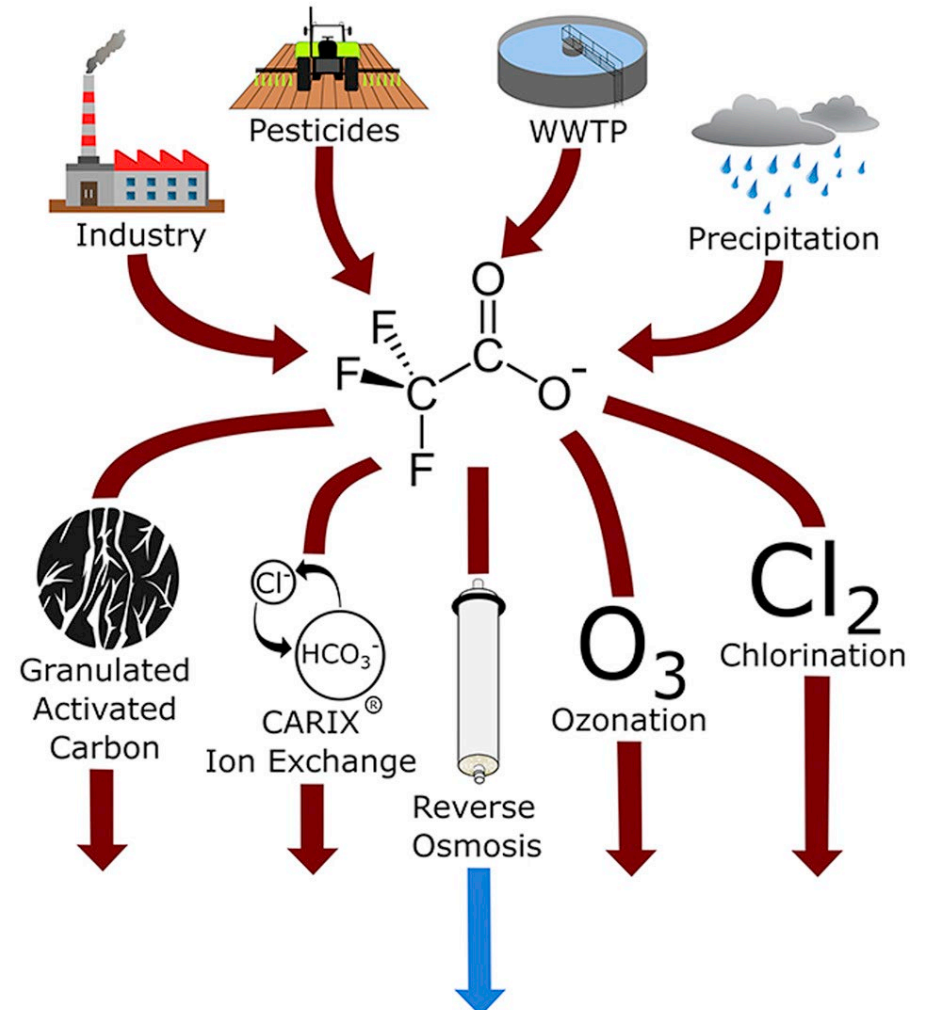 Pesticides
WWTP
Industry
Precipitation
O
F
C
F
C
O-
F
Cl-
HCO3-
Cl2
Chlorination
O3
Ozonation
Granulated
Activated
Carbon
CARIX®
Ion Exchange
Reverse
Osmosis